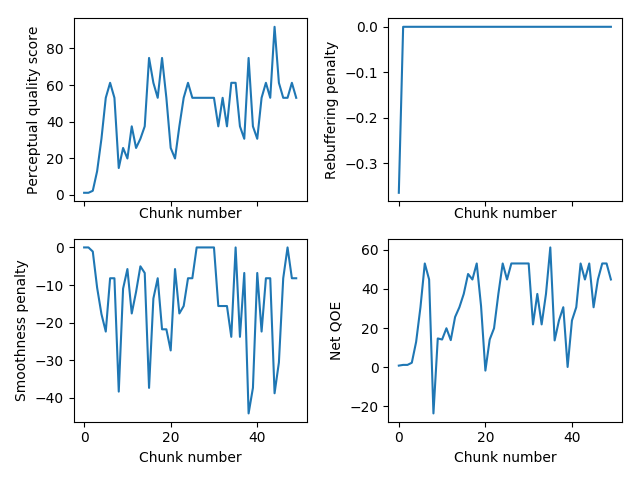 Perceptual quality score
80
60
40
20
0
Chunk number
Rebuffering penalty
0.0
−0.1
−0.2
−0.3
Chunk number
Smoothness penalty
0
−10
−20
−30
−40
0 20 40
Chunk number
Net QOE
60
40
20
0
−20
0 20 40
Chunk number